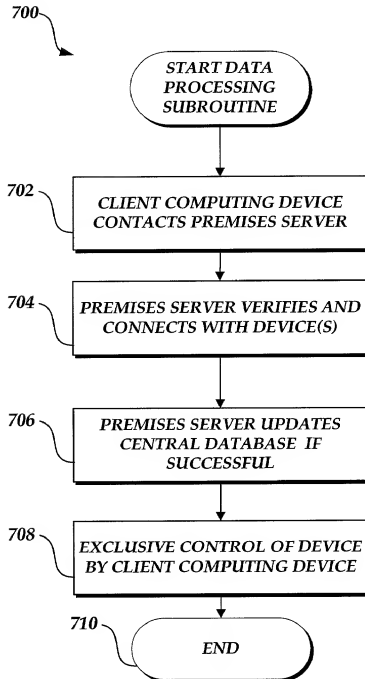 700
START DATA
PROCESSING
SUBROUTINE
702
CLIENT COMPUTING DEVICE
CONTACTS PREMISES SERVER
704
PREMISES SERVER VERIFIES AND
CONNECTS WITH DEVICE(S)
706
PREMISES SERVER UPDATES
CENTRAL DATABASE IF
SUCCESSFUL
708
EXCLUSIVE CONTROL OF DEVICE
BY CLIENT COMPUTING DEVICE
710
END